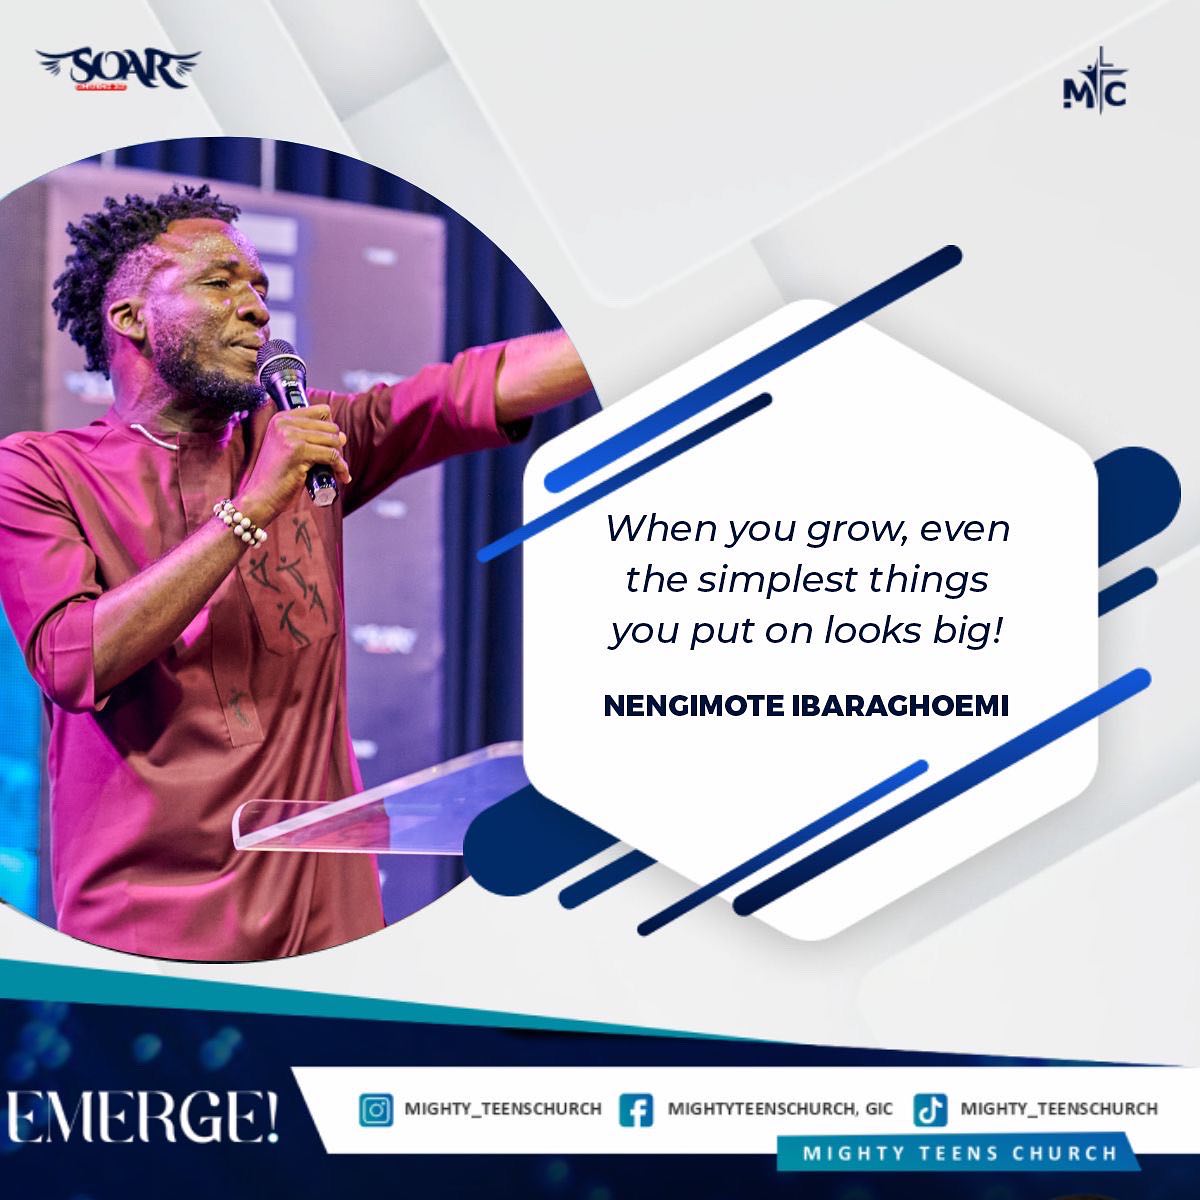 SOAR
MTC
When you grow, even
the simplest things
you put on looks big!
NENGIMOTE IBARAGHOEMI
EMERGE!
MIGHTY_TEENSCHURCH
MIGHTYTEENSCHURCH, GIC
MIGHTY_TEENSCHURCH
MIGHTY TEENS CHURCH